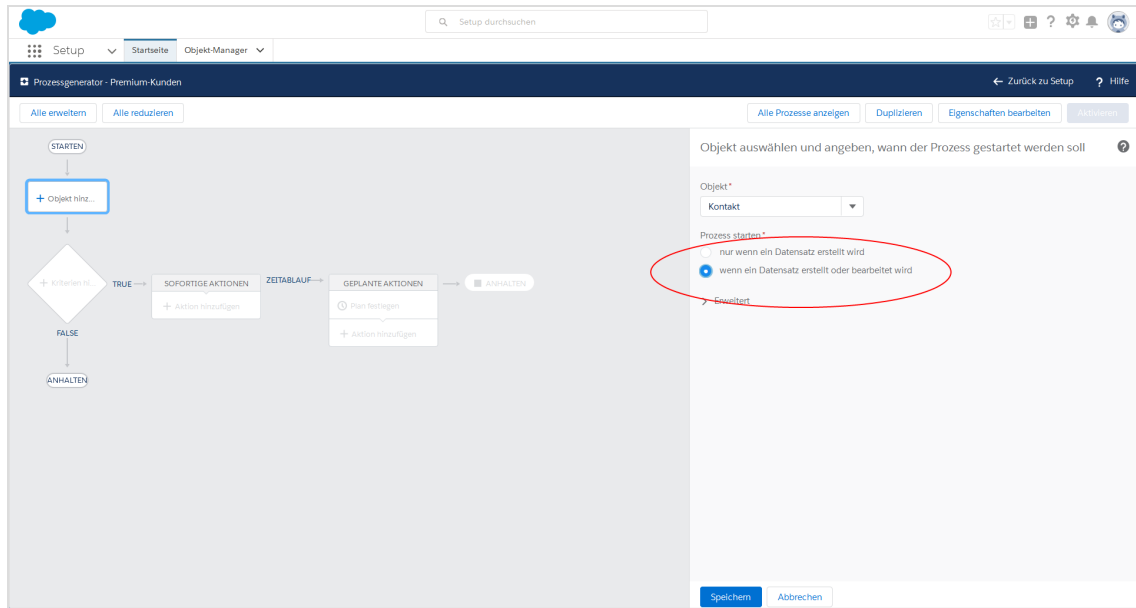 Setup durchsuchen
Setup
Startseite
Objekt-Manager
Prozessgenerator - Premium-Kunden
Zurück zu Setup
? Hilfe
Alle erweitern
Alle reduzieren
Alle Prozesse anzeigen
Duplizieren
Eigenschaften bearbeiten
Aktivieren
STARTEN
+ Objekt hinz...
+ Kriterien hi...
TRUE
SOFORTIGE AKTIONEN
+ Aktion hinzufügen
ZEITABLAUF
GEPLANTE AKTIONEN
Plan festlegen
+ Aktion hinzufügen
ANHALTEN
FALSE
ANHALTEN
Objekt auswählen und angeben, wann der Prozess gestartet werden soll
Objekt*
Kontakt
Prozess starten*
nur wenn ein Datensatz erstellt wird
wenn ein Datensatz erstellt oder bearbeitet wird
Erweitert
Speichern
Abbrechen